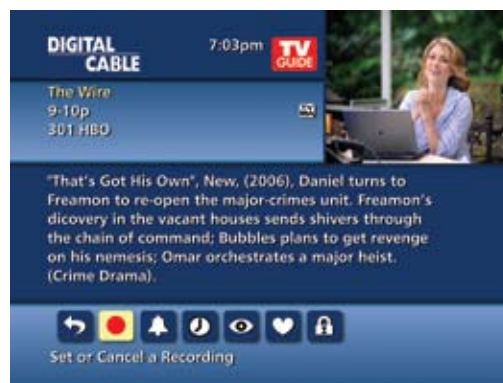 DIGITAL
CABLE
7:03pm
TV
GUIDE
The Wire
9-10p
301 HBO
"That's Got His Own", New, (2006), Daniel turns to
Freamon to re-open the major-crimes unit. Freamon's
dicovery in the vacant houses sends shivers through
the chain of command; Bubbles plans to get revenge
on his nemesis; Omar orchestrates a major heist.
(Crime Drama).
Set or Cancel a Recording